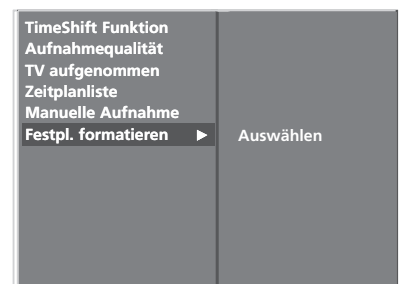 TimeShift Funktion
Aufnahmequalität
TV aufgenommen
Zeitplanliste
Manuelle Aufnahme
Festpl. formatieren ▶ Auswählen